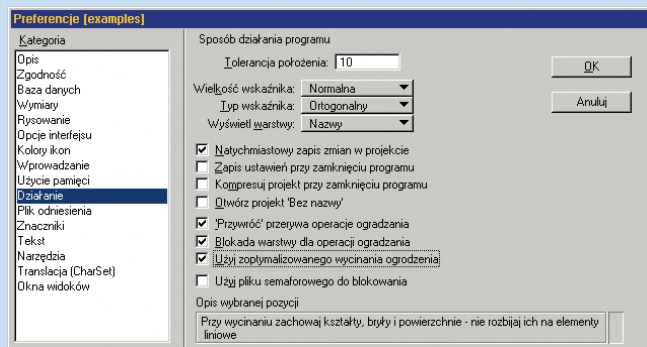 Preferencje [examples]
Kategoria
Opis
Zgodność
Baza danych
Wymiary
Rysowanie
Opcje interfejsu
Kolory ikon
Wprowadzanie
Użycie pamięci
Działanie
Plik odniesienia
Znaczniki
Tekst
Narzędzia
Translacja (CharSet)
Okna widoków
Sposób działania programu
Tolerancja położenia: 10
Wielkość wskaźnika: Normalna
Typ wskaźnika: Ortogonalny
Wyświetl warstwy: Nazwy
Natychmiastowy zapis zmian w projekcie
Zapis ustawień przy zamknięciu programu
Kompresuj projekt przy zamknięciu programu
Otwórz projekt 'Bez nazwy'
'Przywróć' przerywa operacje ogradzania
Blokada warstwy dla operacji ogradzania
Użyj zoptymalizowanego wycinania ogrodzenia
Użyj pliku semaforowego do blokowania
Opis wybranej pozycji
Przy wycinaniu zachowaj kształty, bryły i powierzchnie - nie rozbijaj ich na elementy
liniowe
OK
Anuluj